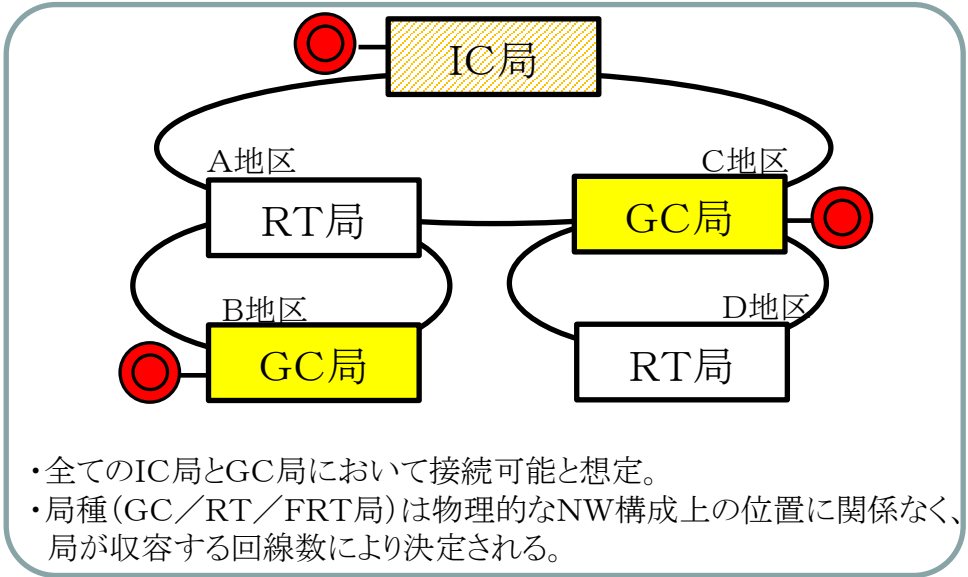 IC局
A地区
C地区
RT局
GC局
B地区
D地区
GC局
RT局
・全てのIC局とGC局において接続可能と想定。
・局種(GC/RT/FRT局)は物理的なNW構成上の位置に関係なく、
局が収容する回線数により決定される。